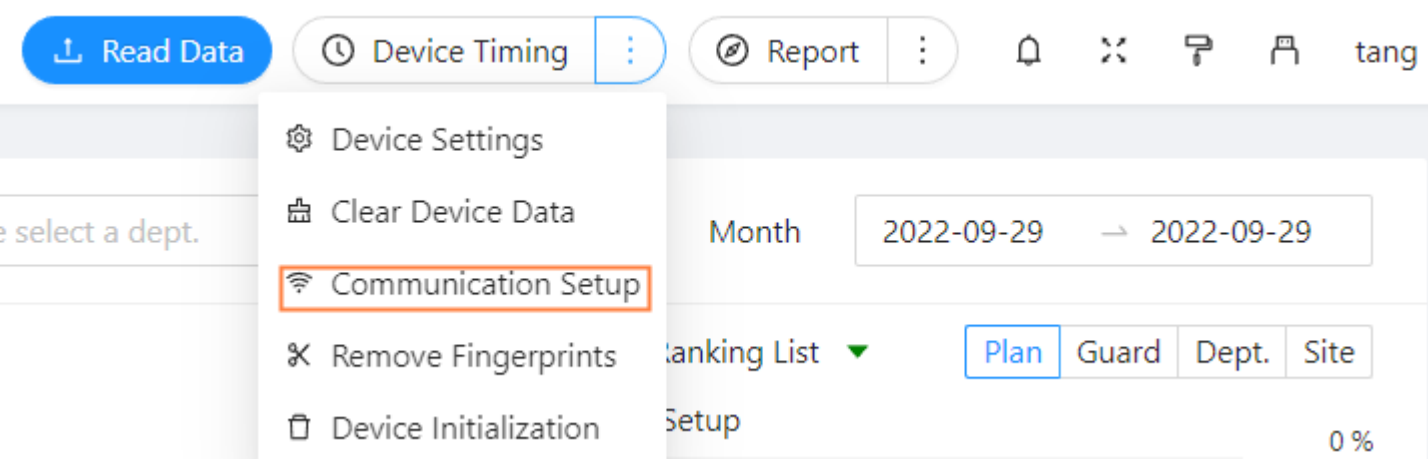 Read Data Device Timing Report tang
Device Settings
Clear Device Data
Communication Setup
Remove Fingerprints
Device Initialization
select a dept.
Month 2022-09-29 2022-09-29
anking List Plan Guard Dept. Site
Setup
0 %